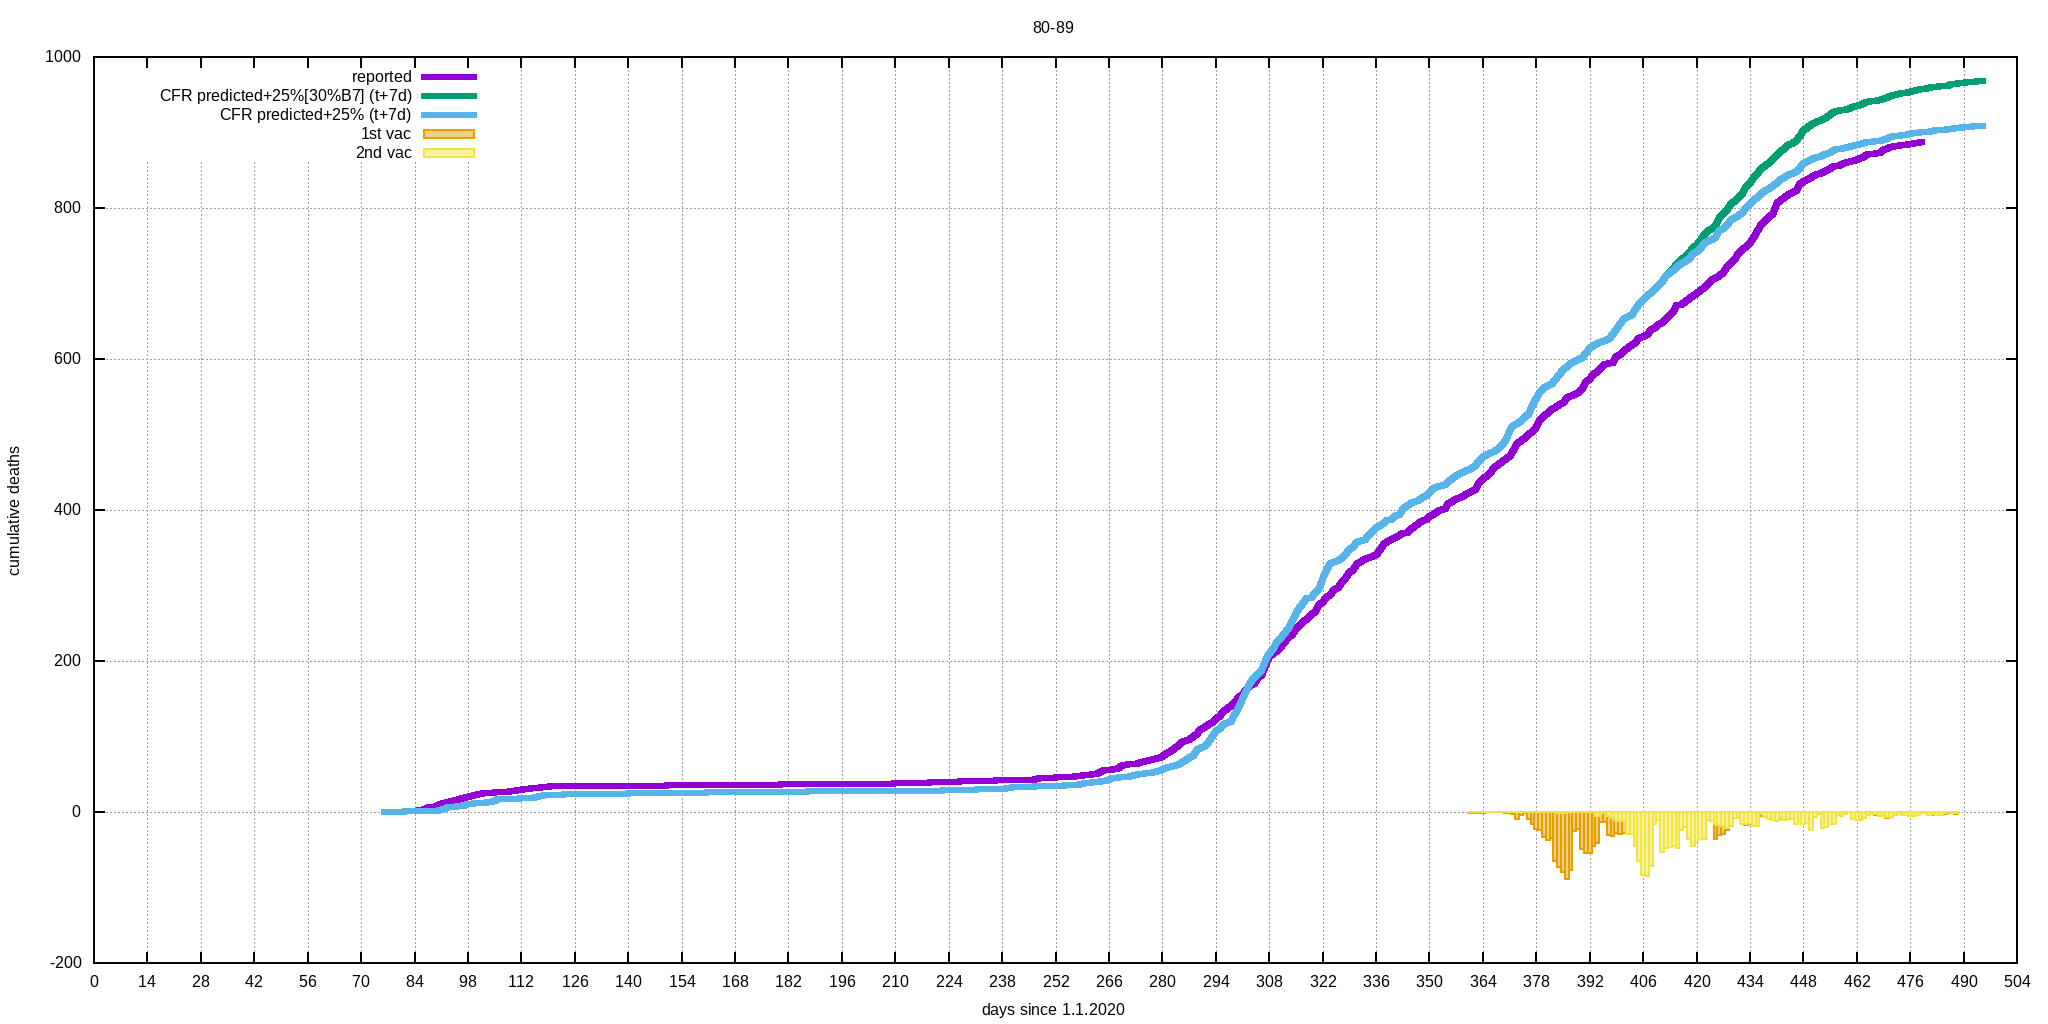 80-89
1000
800
600
400
200
0
-200
cumulative deaths
reported
CFR predicted+25%[30%B7] (t+7d)
CFR predicted+25% (t+7d)
1st vac
2nd vac
0 14 28 42 56 70 84 98 112 126 140 154 168 182 196 210 224 238 252 266 280 294 308 322 336 350 364 378 392 406 420 434 448 462 476 490 504
days since 1.1.2020